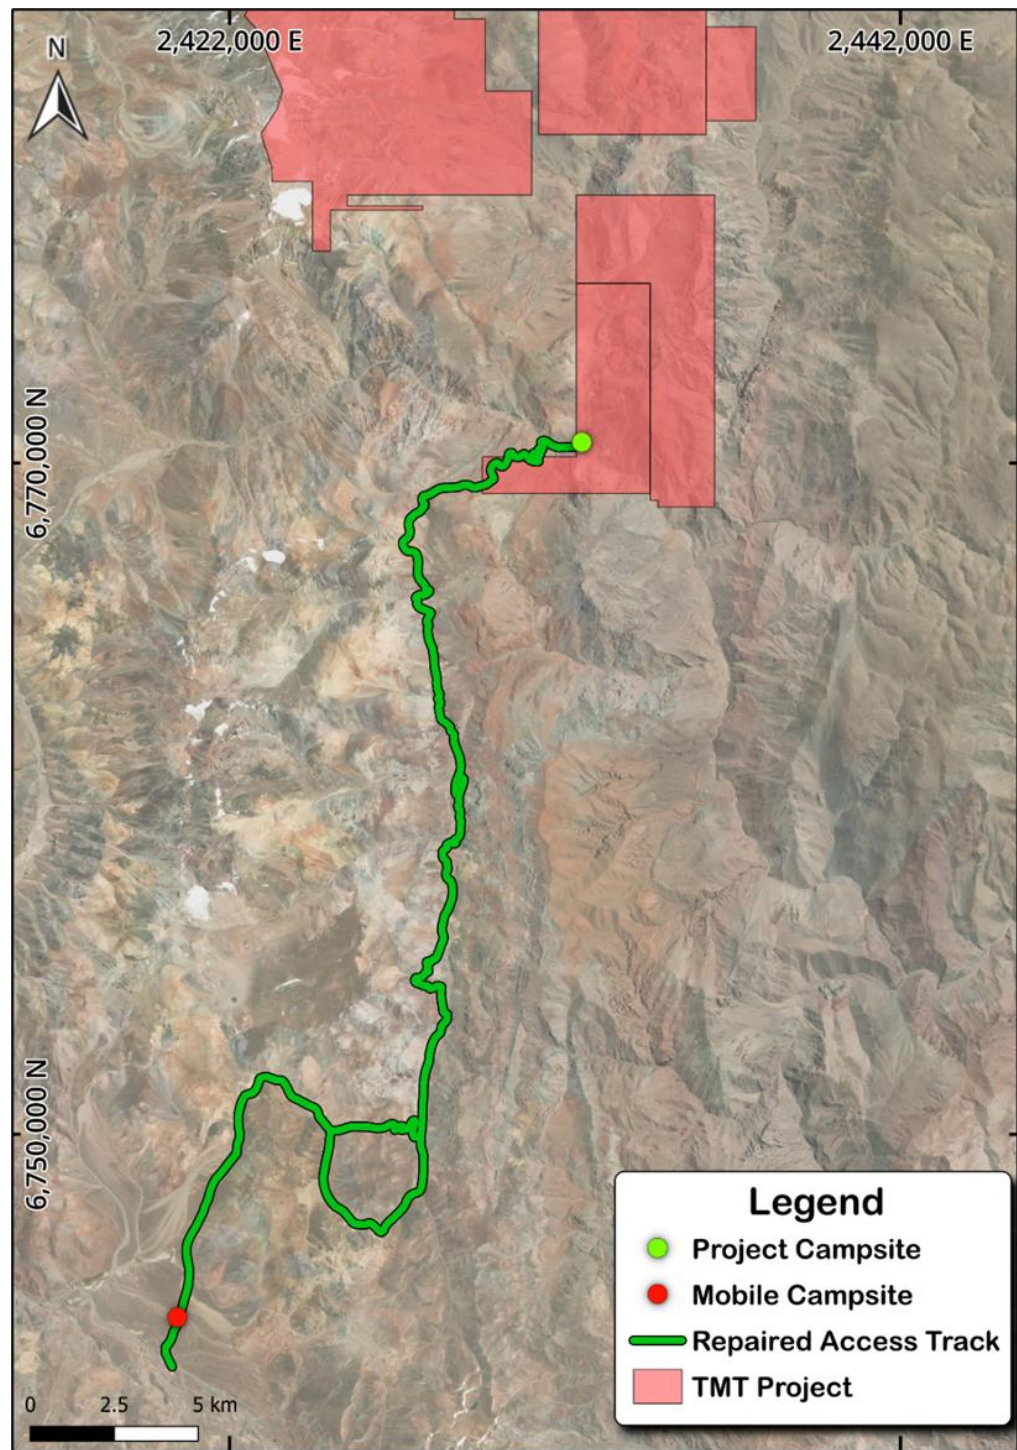 2,422,000 E
2,442,000 E
N
6,770,000 N
6,750,000 N
Legend
Project Campsite
Mobile Campsite
Repaired Access Track
TMT Project
0 2.5 5 km